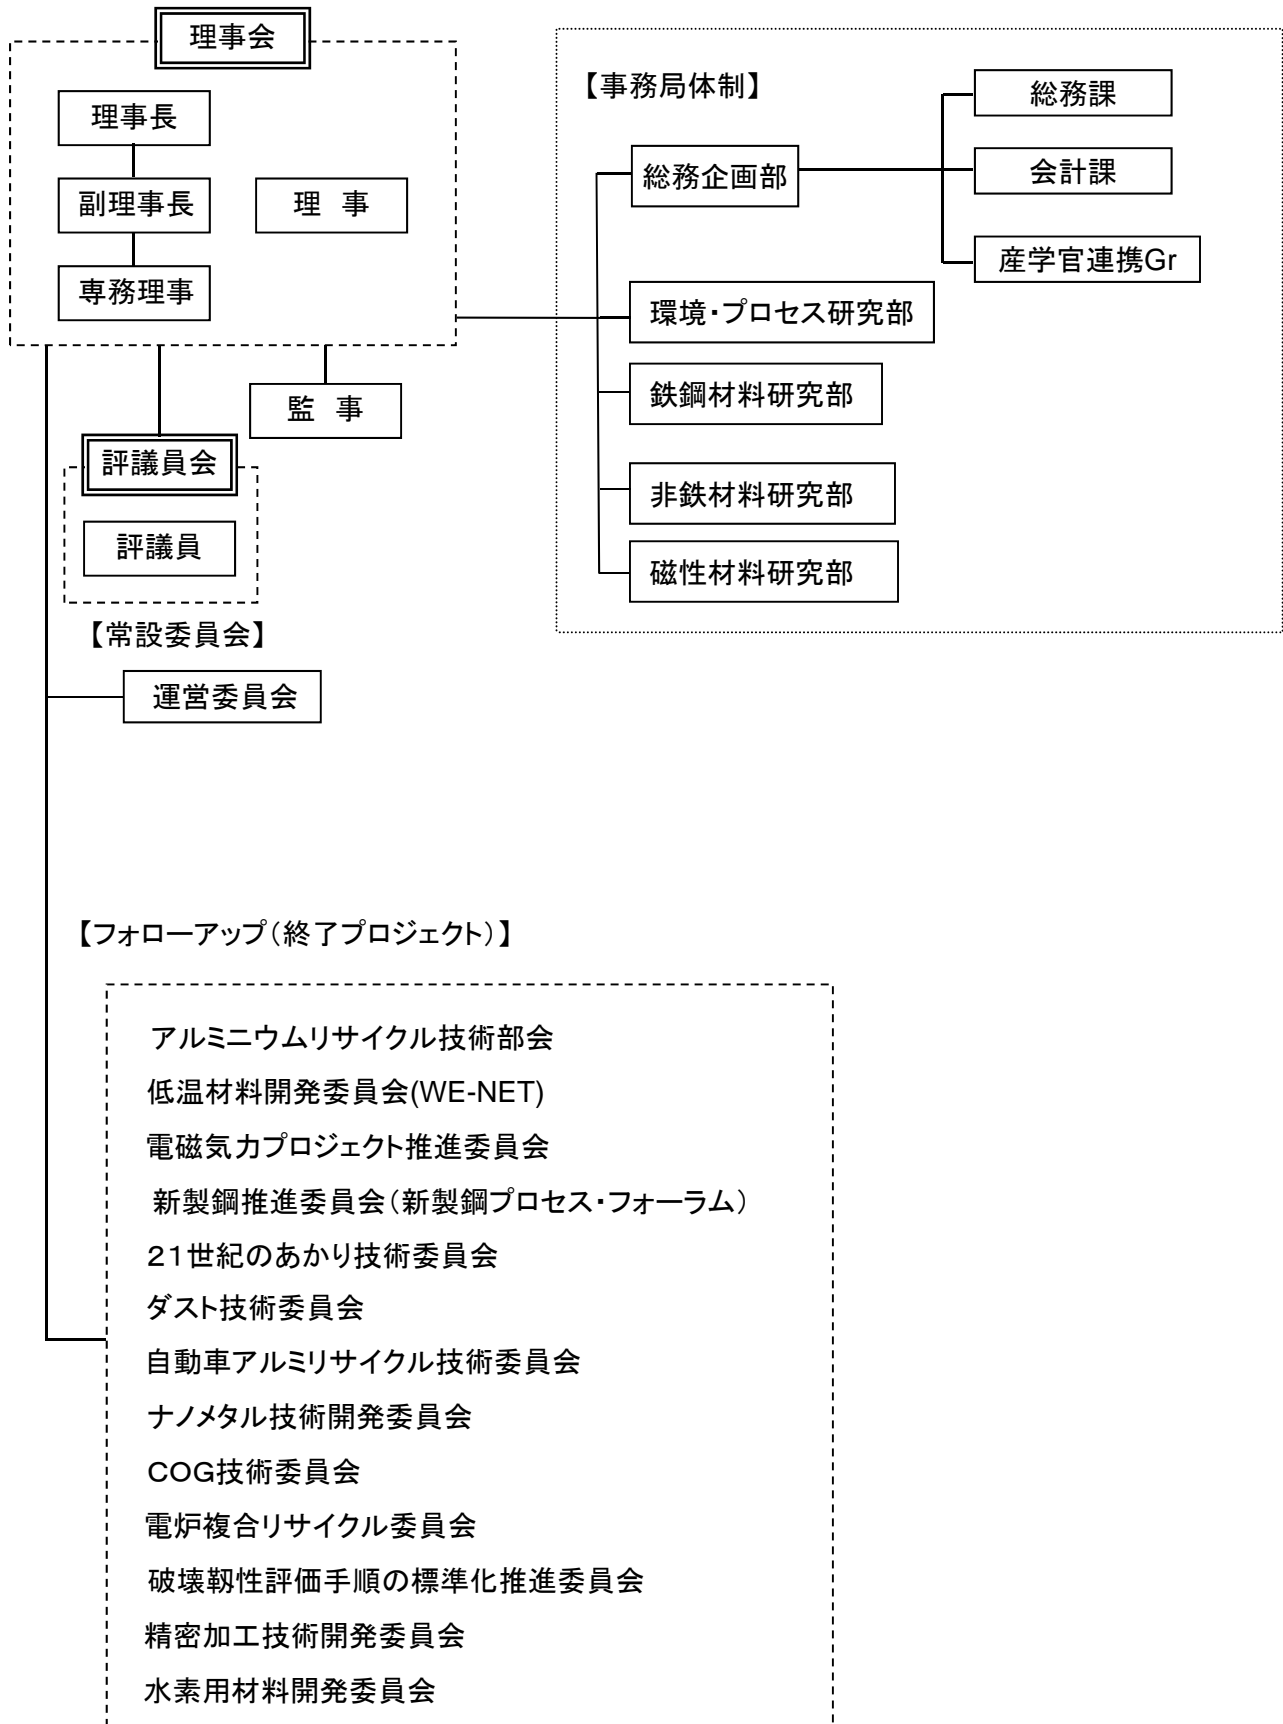 理事会
理事長
副理事長
理　事
専務理事
監　事
評議員会
評議員
【常設委員会】
運営委員会
【事務局体制】
総務企画部
総務課
会計課
産学官連携Gr
環境・プロセス研究部
鉄鋼材料研究部
非鉄材料研究部
磁性材料研究部
【フォローアップ（終了プロジェクト）】
アルミニウムリサイクル技術部会
低温材料開発委員会(WE-NET)
電磁気力プロジェクト推進委員会
新製鋼推進委員会（新製鋼プロセス・フォーラム）
２１世紀のあかり技術委員会
ダスト技術委員会
自動車アルミリサイクル技術委員会
ナノメタル技術開発委員会
ＣＯＧ技術委員会
電炉複合リサイクル委員会
破壊靱性評価手順の標準化推進委員会
精密加工技術開発委員会
水素用材料開発委員会